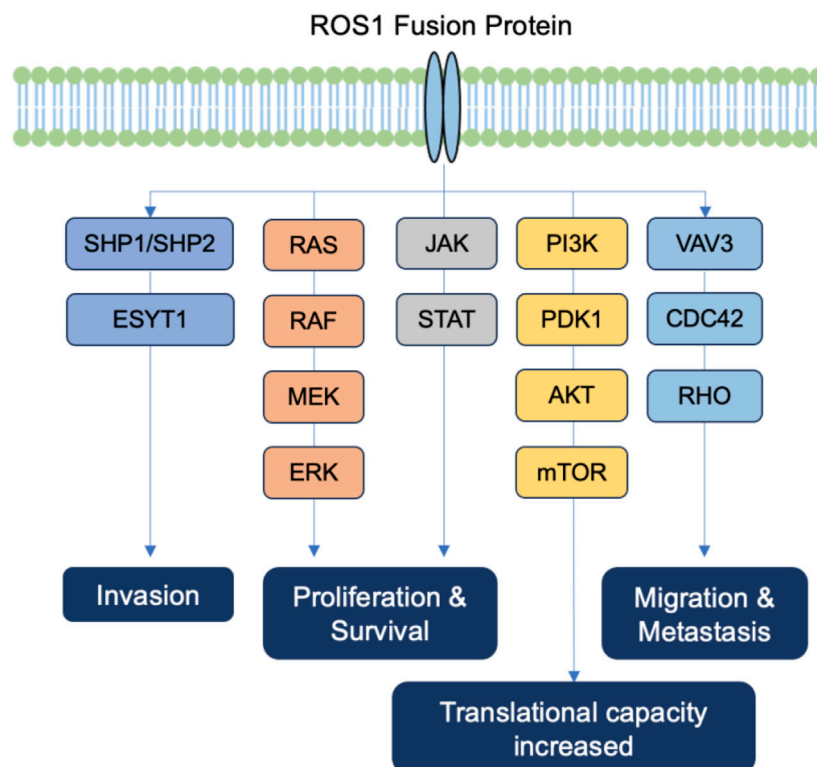 ROS1 Fusion Protein
SHP1/SHP2
RAS
JAK
PI3K
VAV3
ESYT1
RAF
STAT
PDK1
CDC42
MEK
AKT
RHO
ERK
mTOR
Invasion
Proliferation &
Survival
Migration &
Metastasis
Translational capacity
increased